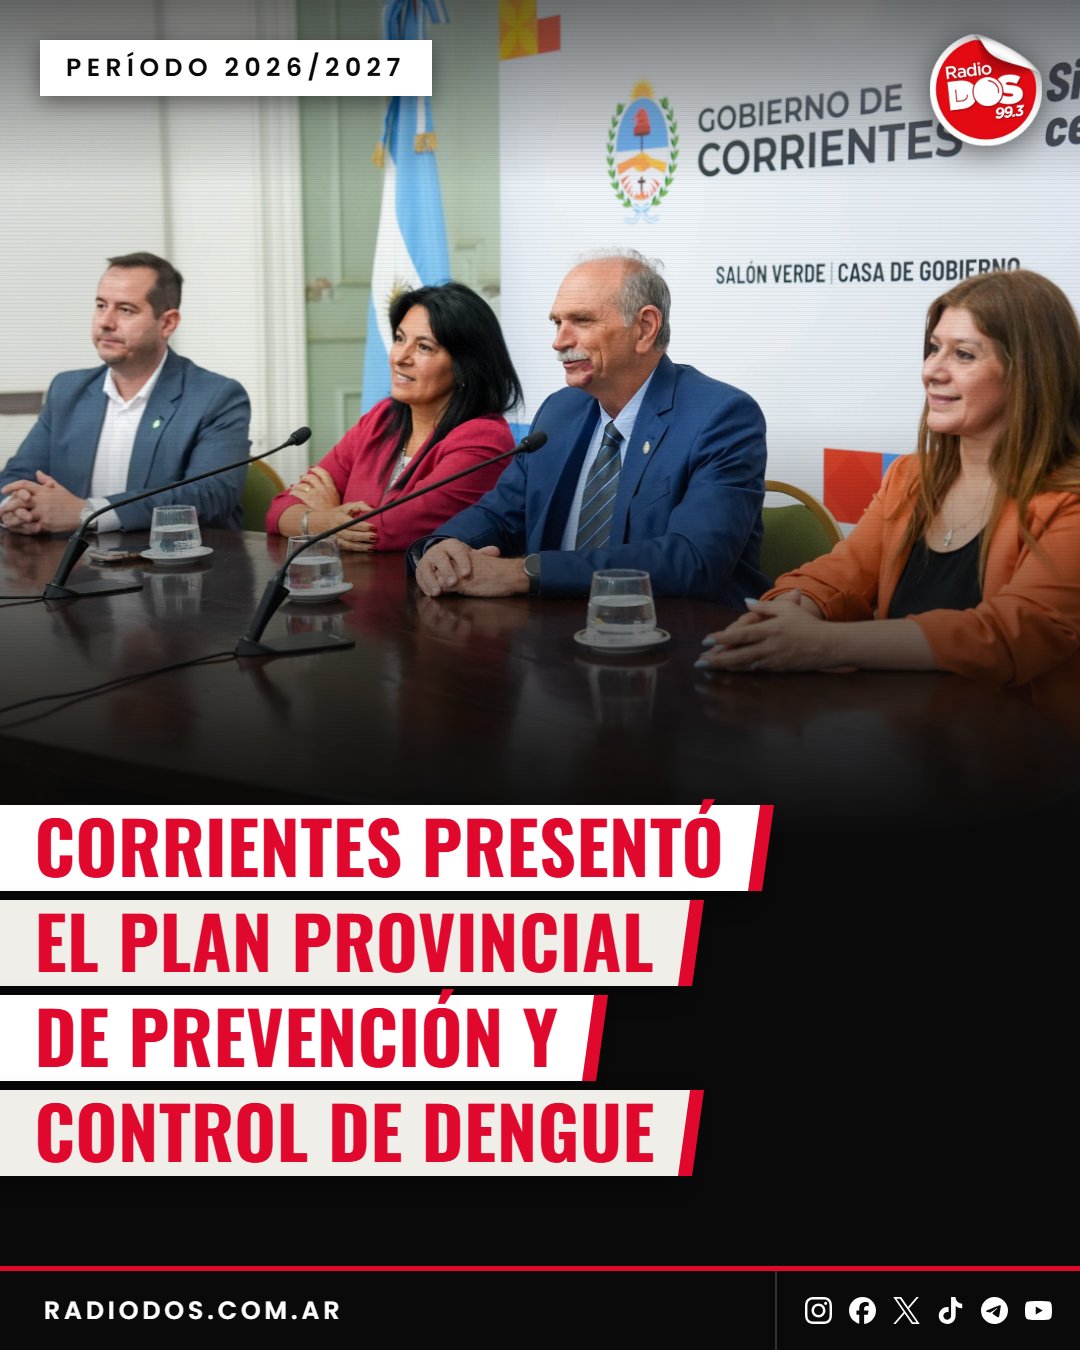 PERÍODO 2026/2027
Radio
DOS
99.3
GOBIERNO DE
CORRIENTES
SALÓN VERDE | CASA DE GOBIERNO
CORRIENTES PRESENTÓ
EL PLAN PROVINCIAL
DE PREVENCIÓN Y
CONTROL DE DENGUE
RADIODOS.COM.AR